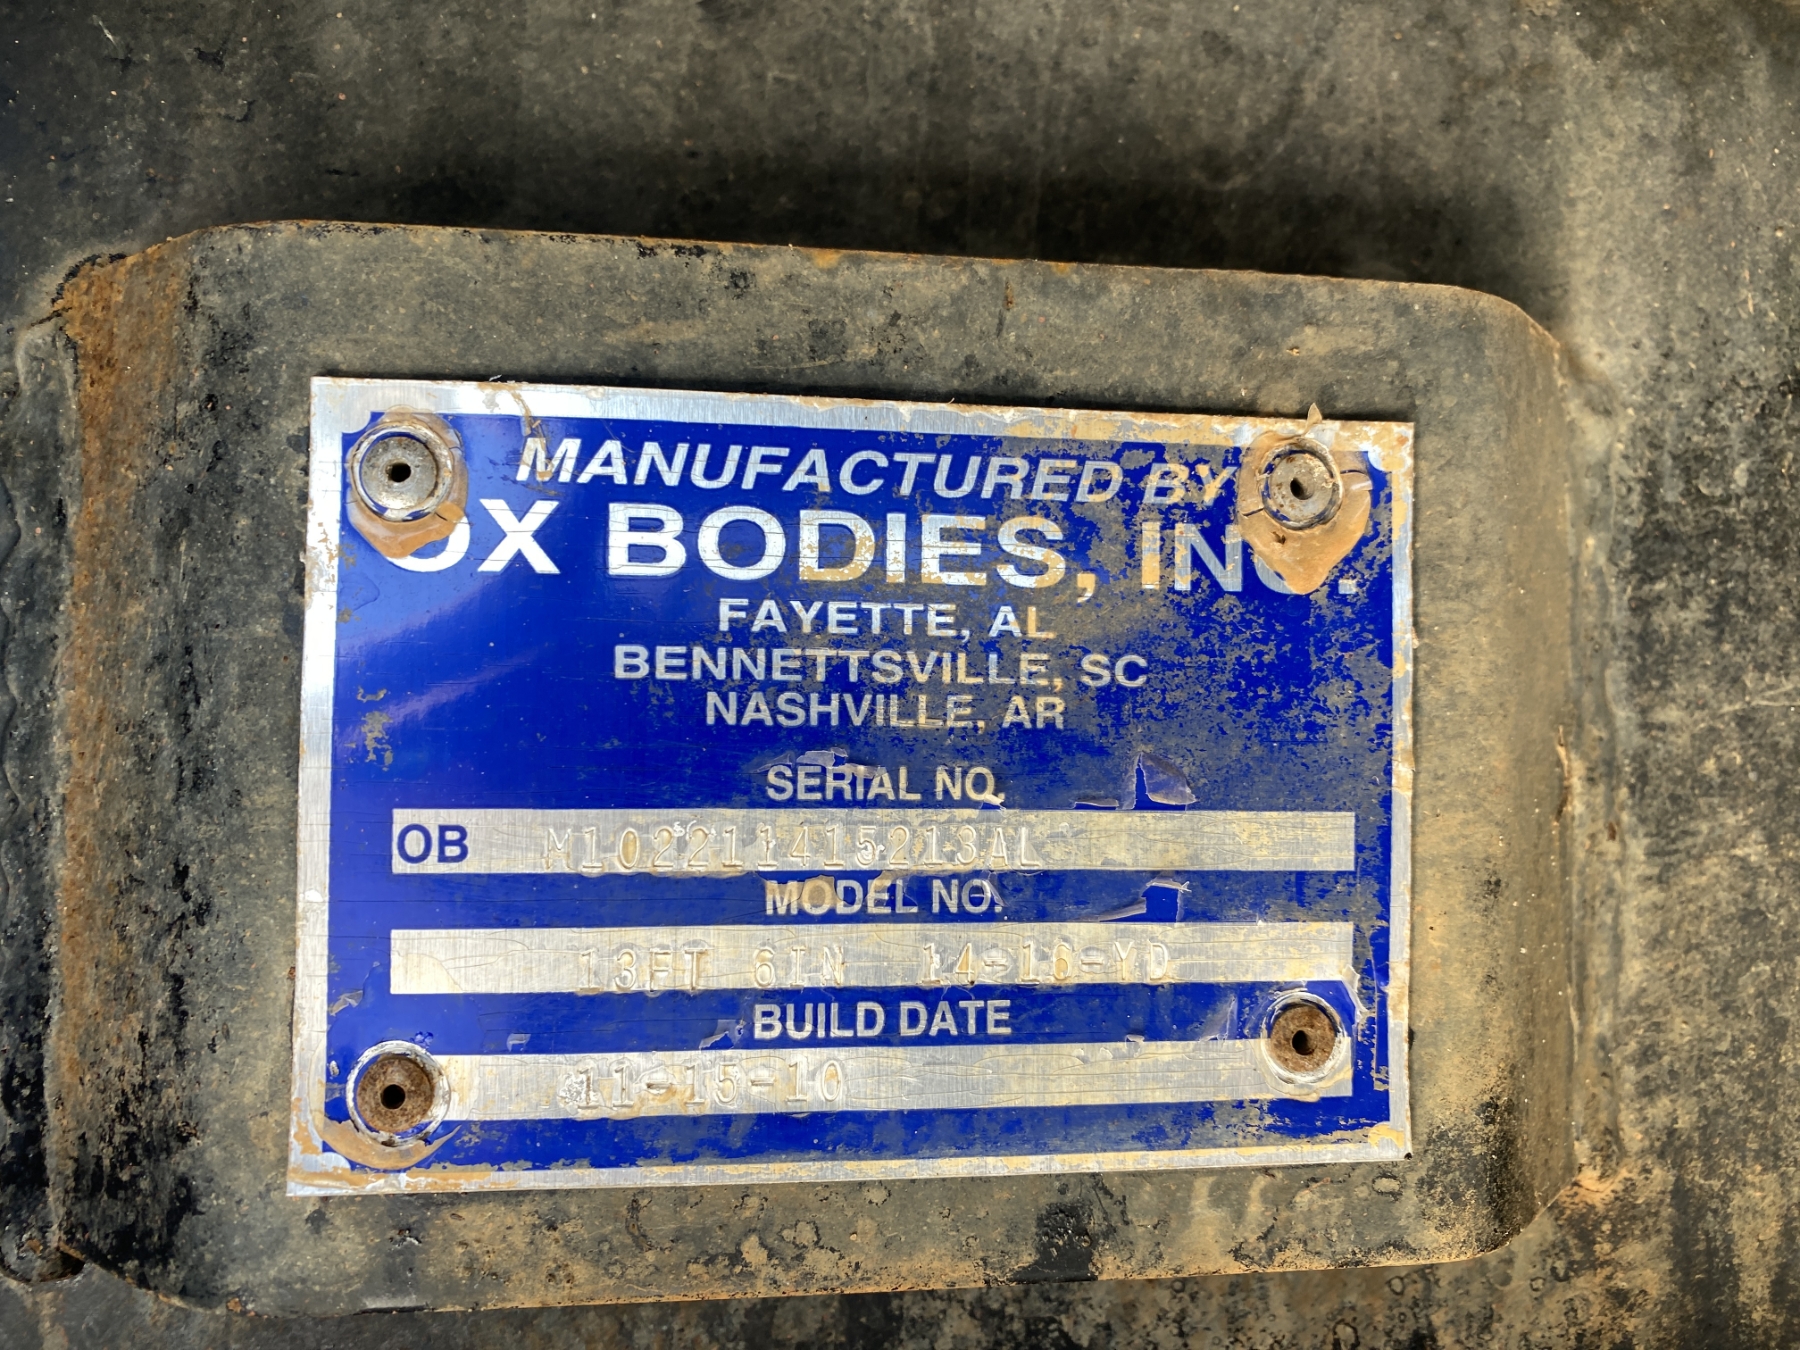 MANUFACTURED BY
OX BODIES, INC.
FAYETTE, AL
BENNETTSVILLE, SC
NASHVILLE, AR
SERIAL NO.
OB M102211415213AL
MODEL NO.
13FT 6IN 14-16-YD
BUILD DATE
11-15-10